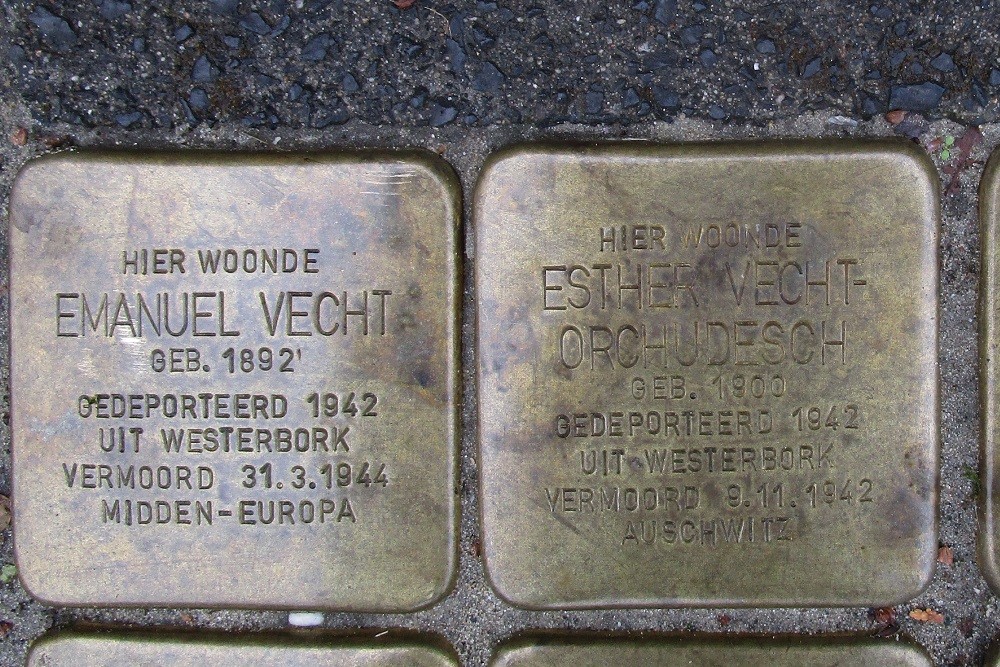 HIER WOONDE
EMANUEL VECHT
GEB. 1892
GEDEPORTEERD 1942
UIT WESTERBORK
VERMOORD 31.3.1944
MIDDEN-EUROPA
HIER WOONDE
ESTHER VECHT-
ORCHUDESCH
GEB. 1900
GEDEPORTEERD 1942
UIT WESTERBORK
VERMOORD 9.11.1942
AUSCHWITZ